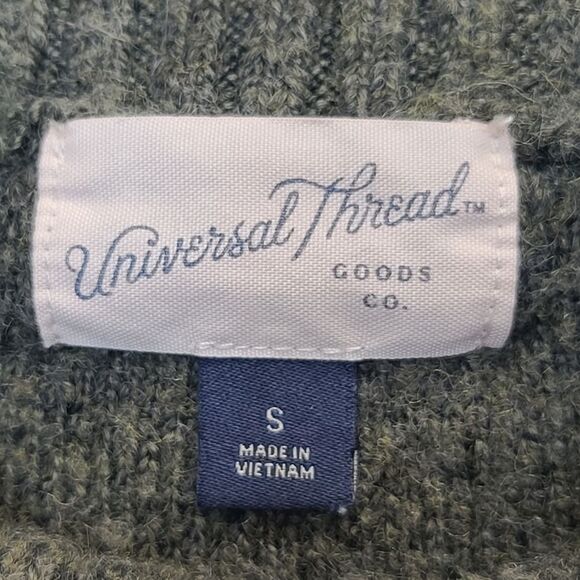 Universal Thread™
GOODS
CO.
S
MADE IN
VIETNAM